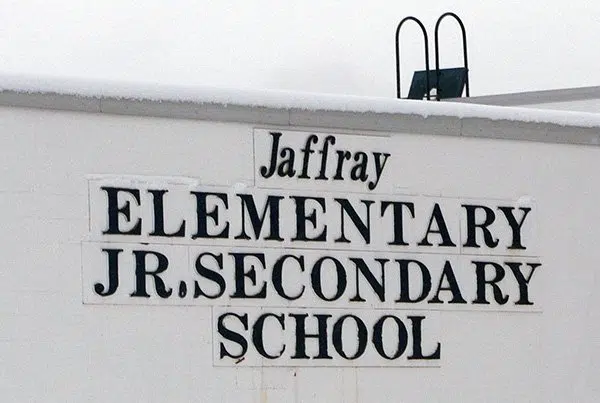 Jaffray
ELEMENTARY
JR. SECONDARY
SCHOOL